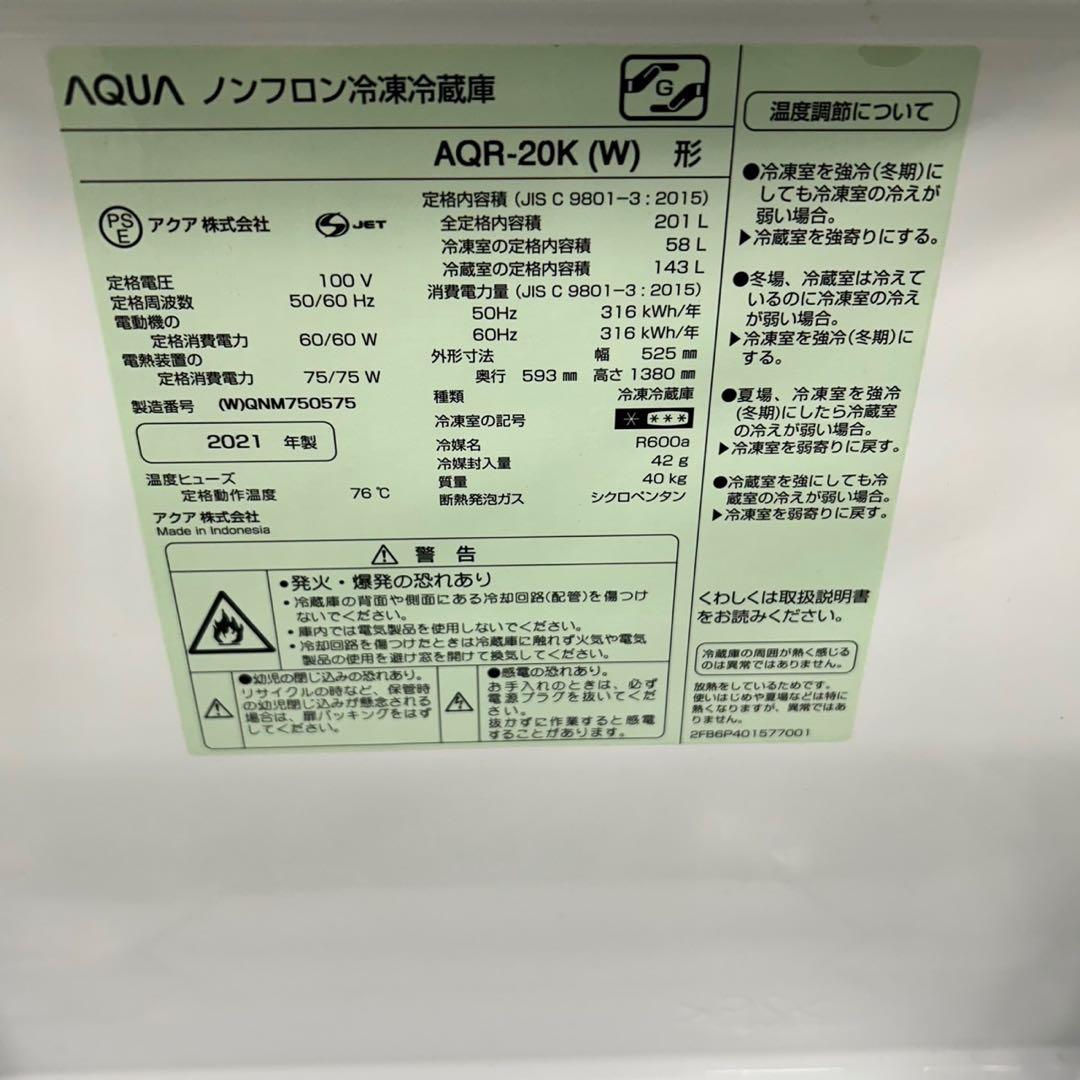 AQUA ノンフロン冷凍冷蔵庫
G
AQR-20K (W) 形
PS
E
アクア 株式会社
JET
定格電圧 100 V
定格周波数 50/60 Hz
電動機の
定格消費電力 60/60 W
電熱装置の
定格消費電力 75/75 W
製造番号 (W)QNM750575
2021 年製
温度ヒューズ
定格動作温度 76℃
アクア 株式会社
Made in Indonesia
定格内容積 (JIS C 9801-3 : 2015)
全定格内容積 201 L
冷凍室の定格内容積 58 L
冷蔵室の定格内容積 143 L
消費電力量 (JIS C 9801-3 : 2015)
50Hz 316 kWh/年
60Hz 316 kWh/年
外形寸法 幅 525 ㎜
奥行 593 ㎜ 高さ 1380 ㎜
種類 冷凍冷蔵庫
冷凍室の記号 * ***
冷媒名 R600a
冷媒封入量 42 g
質量 40 kg
断熱発泡ガス シクロペンタン
⚠ 警 告
●発火・爆発の恐れあり
・冷蔵庫の背面や側面にある冷却回路(配管)を傷つけ
ないでください。
・庫内では電気製品を使用しないでください。
・冷却回路を傷つけたときは冷蔵庫に触れず火気や電気
製品の使用を避け窓を開けて換気してください。
●幼児の閉じ込みの恐れあり。
リサイクルの時など、保管時
の幼児閉じ込みが懸念される
場合は、扉パッキングをはず
してください。
●感電の恐れあり。
お手入れのときは、必ず
電源プラグを抜いてくだ
さい。
抜かずに作業すると感電
することがあります。
温度調節について
●冷凍室を強冷(冬期)に
しても冷凍室の冷えが
弱い場合。
▶冷蔵室を強寄りにする。
●冬場、冷蔵室は冷えて
いるのに冷凍室の冷え
が弱い場合。
▶冷凍室を強冷(冬期)に
する。
●夏場、冷凍室を強冷
(冬期)にしたら冷蔵室
の冷えが弱い場合。
▶冷凍室を弱寄りに戻す。
●冷蔵室を強にしても冷
蔵室の冷えが弱い場合。
▶冷凍室を弱寄りに戻す。
くわしくは取扱説明書
をお読みください。
冷蔵庫の周囲が熱く感じる
のは異常ではありません。
放熱をしているためです。
使いはじめや夏場などは特に
熱くなりますが、異常ではあ
りません。
2FB6P401577001